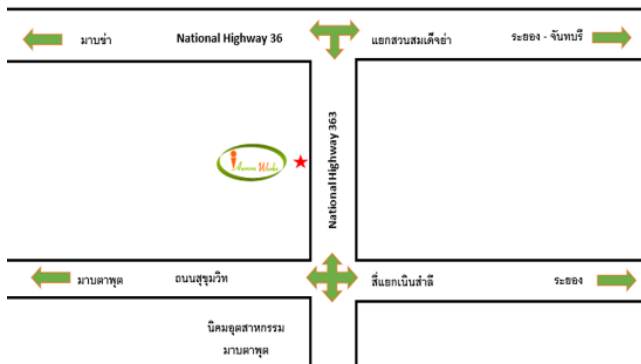 มาบข่า
National Highway 36
แยกสวนสมเด็จย่า
ระยอง - จันทบุรี
National Highway 363
มาบตาพุต
ถนนสุขุมวิท
สี่แยกเนินสำลี
ระยอง
นิคมอุตสาหกรรม
มาบตาพุต